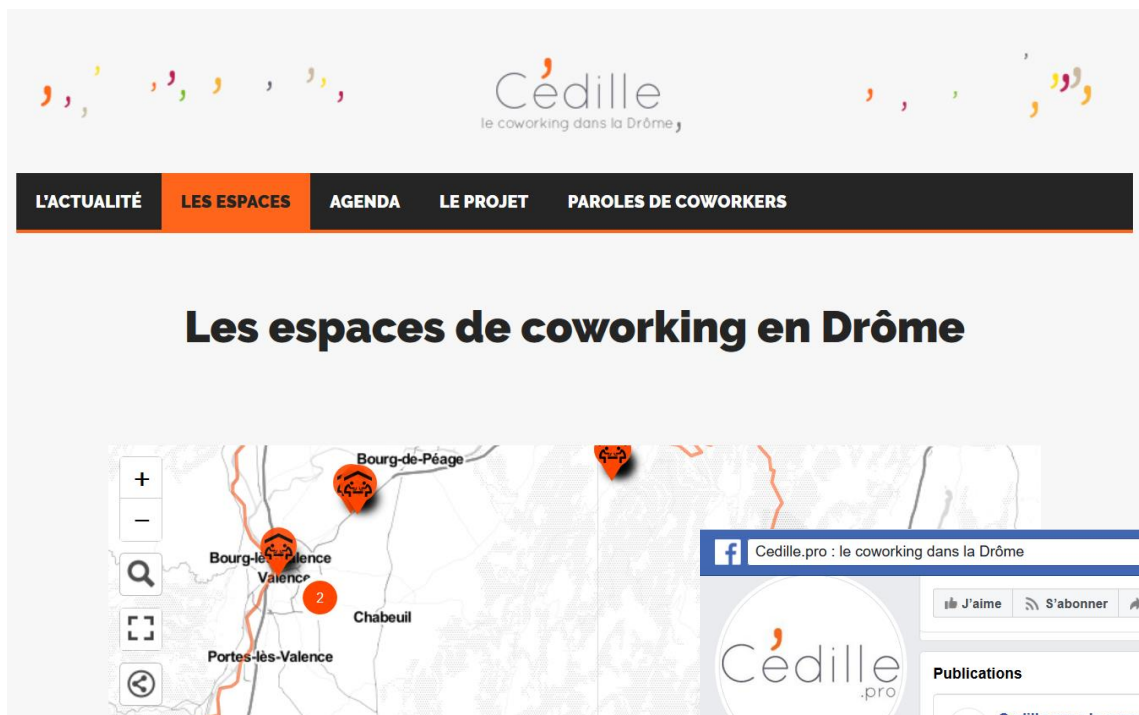 Cédille
le coworking dans la Drôme,
L'ACTUALITÉ LES ESPACES AGENDA LE PROJET PAROLES DE COWORKERS
Les espaces de coworking en Drôme
+
Bourg-de-Péage
−
Cedille.pro : le coworking dans la Drôme
Bourg-lès-Valence
Valence
2
J'aime S'abonner
Chabeuil
Portes-lès-Valence
Cédille
.pro
Publications